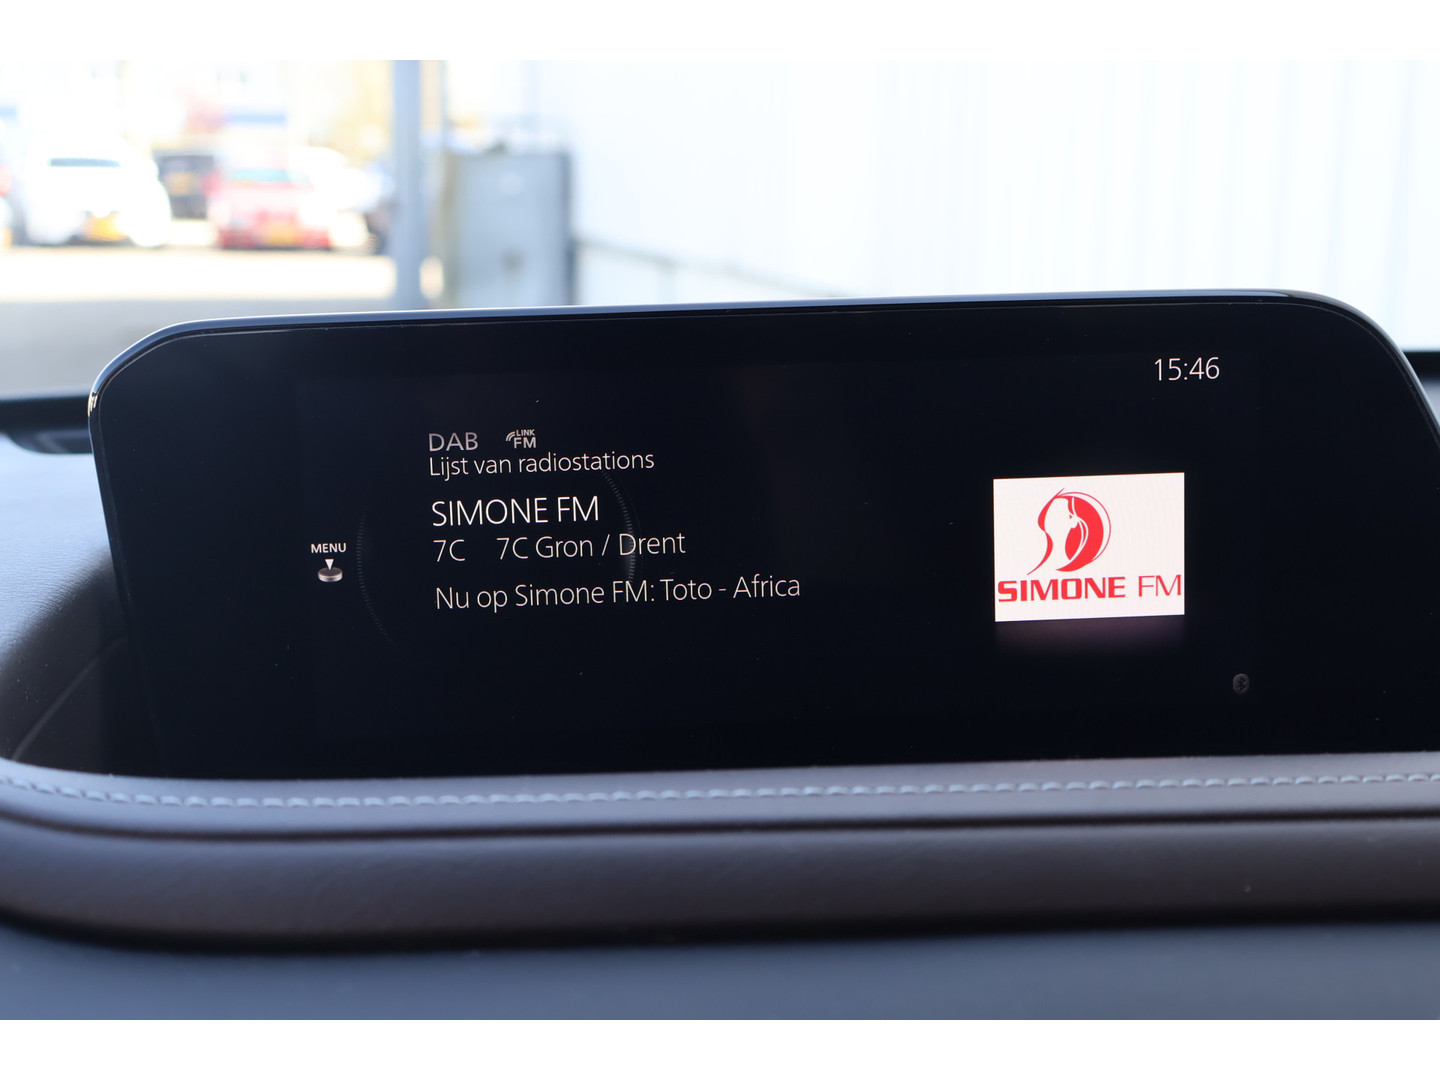 15:46
DAB LINK FM
Lijst van radiostations
SIMONE FM
7C 7C Gron / Drent
MENU
Nu op Simone FM: Toto - Africa
SIMONE FM